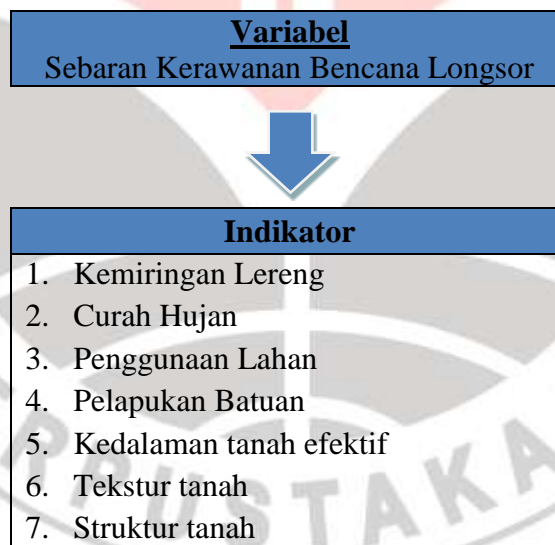 Variabel
Sebaran Kerawanan Bencana Longsor
Indikator
1. Kemiringan Lereng
2. Curah Hujan
3. Penggunaan Lahan
4. Pelapukan Batuan
5. Kedalaman tanah efektif
6. Tekstur tanah
7. Struktur tanah